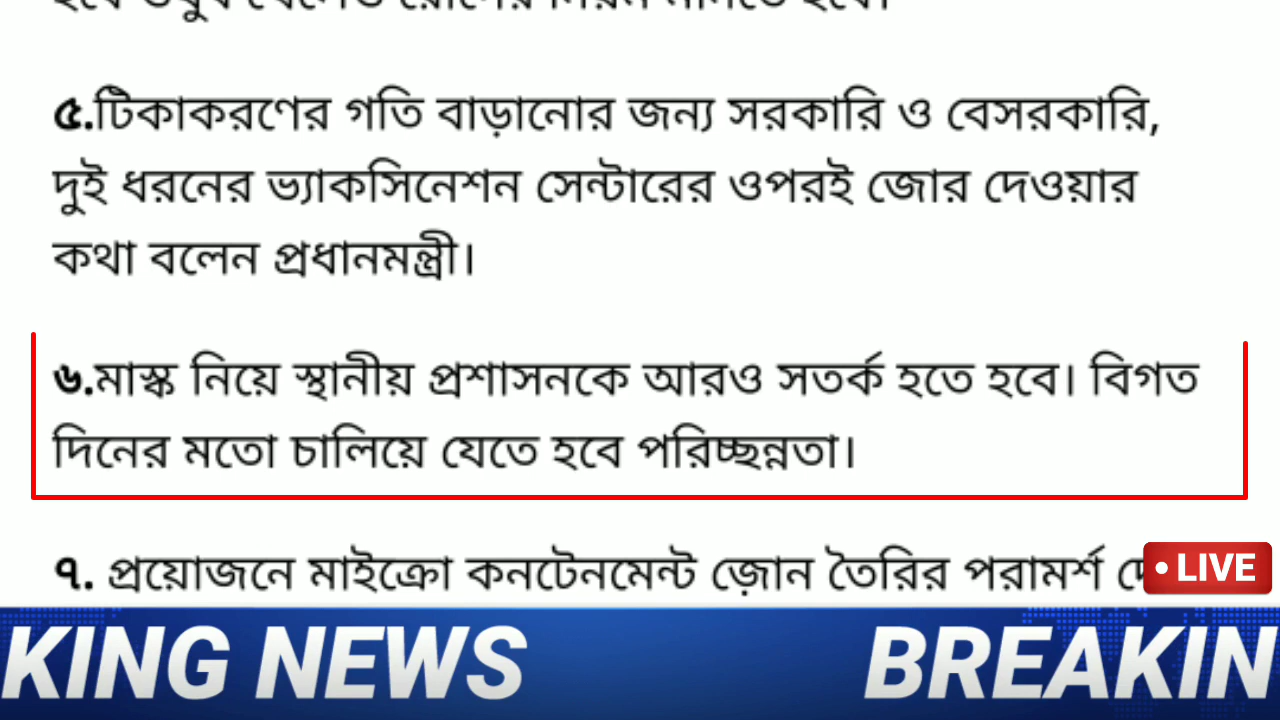 ৫.টিকাকরণের গতি বাড়ানোর জন্য সরকারি ও বেসরকারি,
দুই ধরনের ভ্যাকসিনেশন সেন্টারের ওপরই জোর দেওয়ার
কথা বলেন প্রধানমন্ত্রী।
৬.মাস্ক নিয়ে স্থানীয় প্রশাসনকে আরও সতর্ক হতে হবে। বিগত
দিনের মতো চালিয়ে যেতে হবে পরিচ্ছন্নতা।
৭. প্রয়োজনে মাইক্রো কনটেনমেন্ট জ়োন তৈরির পরামর্শ
• LIVE
KING NEWS BREAKIN